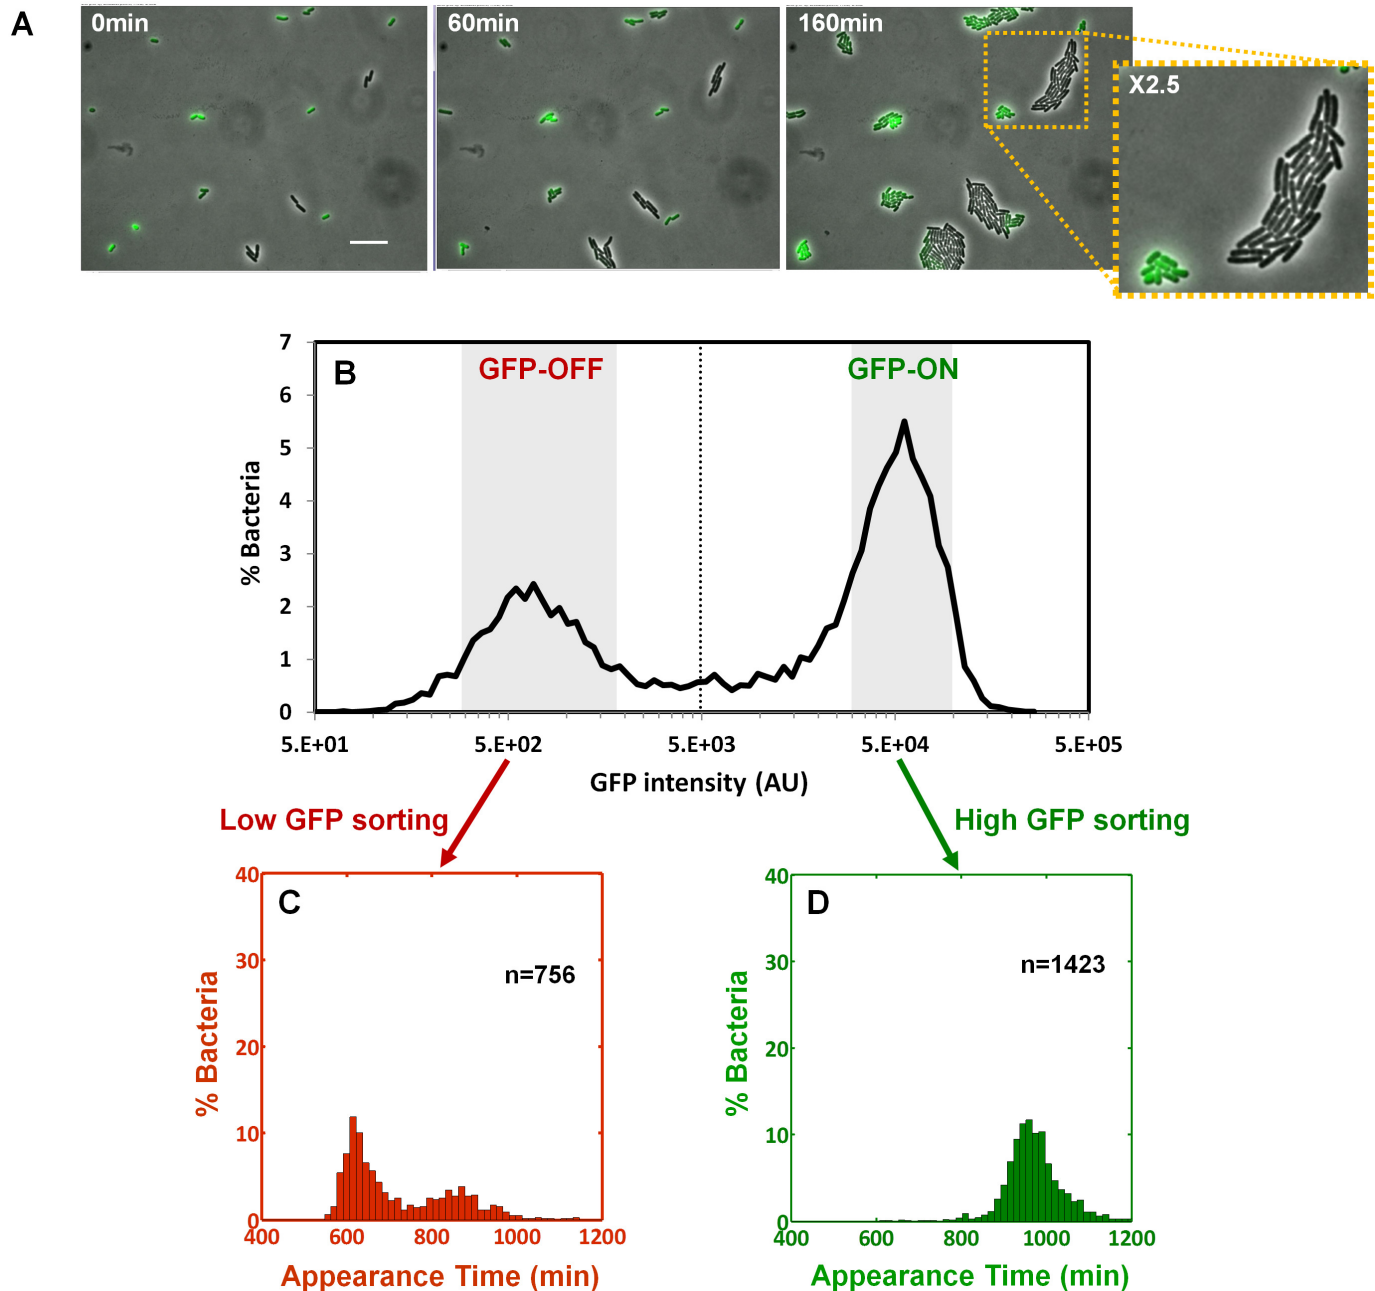 A
0min
60min
160min
X2.5
B
GFP-OFF
GFP-ON
7
6
5
4
3
2
1
0
% Bacteria
5.E+01 5.E+02 5.E+03 5.E+04 5.E+05
GFP intensity (AU)
Low GFP sorting
High GFP sorting
C
n=756
40
30
20
10
0
% Bacteria
400 600 800 1000 1200
Appearance Time (min)
D
n=1423
40
30
20
10
0
% Bacteria
400 600 800 1000 1200
Appearance Time (min)